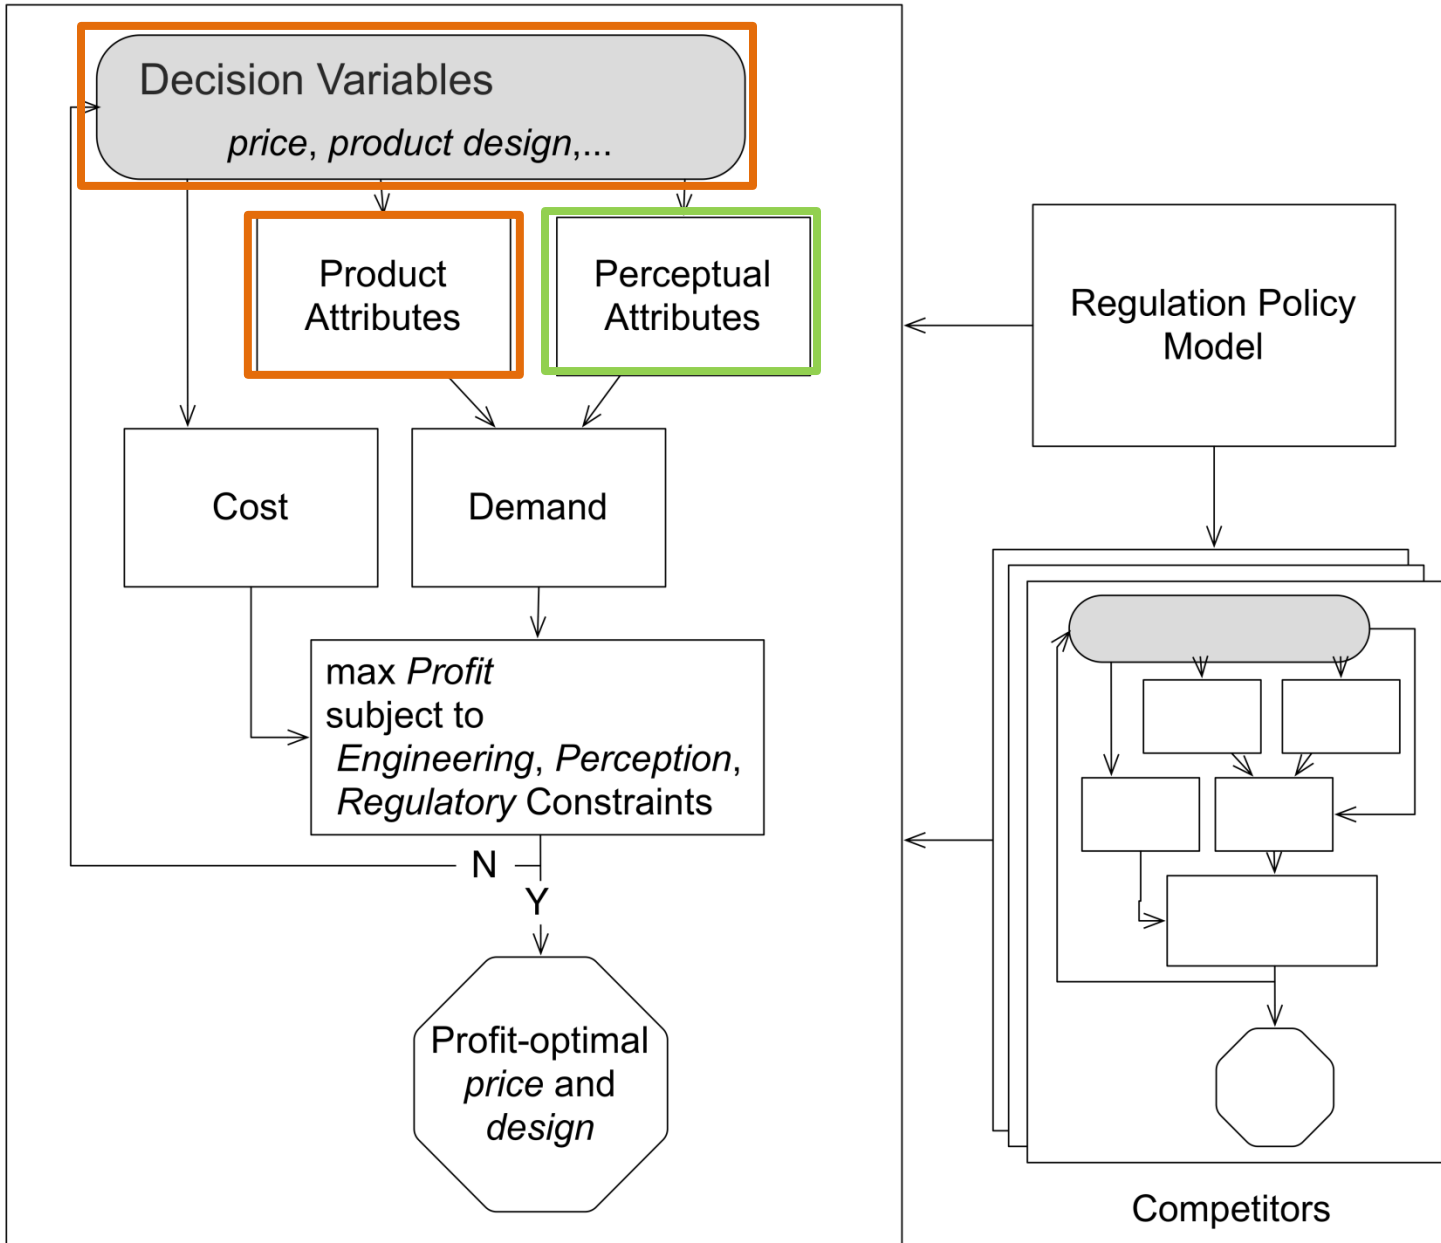 Decision Variables
price, product design,...
Product
Attributes
Perceptual
Attributes
Regulation Policy
Model
Cost
Demand
max Profit
subject to
Engineering, Perception,
Regulatory Constraints
N
Y
Profit-optimal
price and
design
Competitors